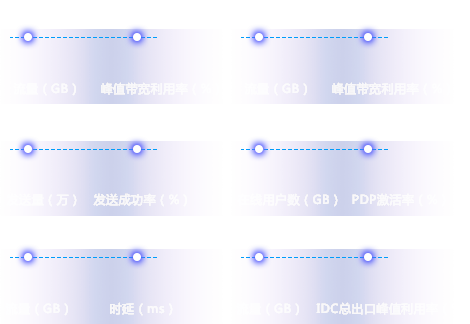 量（GB） 峰值带宽利用率（
量（GB） 峰值带宽利用率（
量（万） 发送成功率（%）
用户数（GB） PDP激活率（%
（GB） 时延（ms）
（GB） IDC总出口峰值利用率